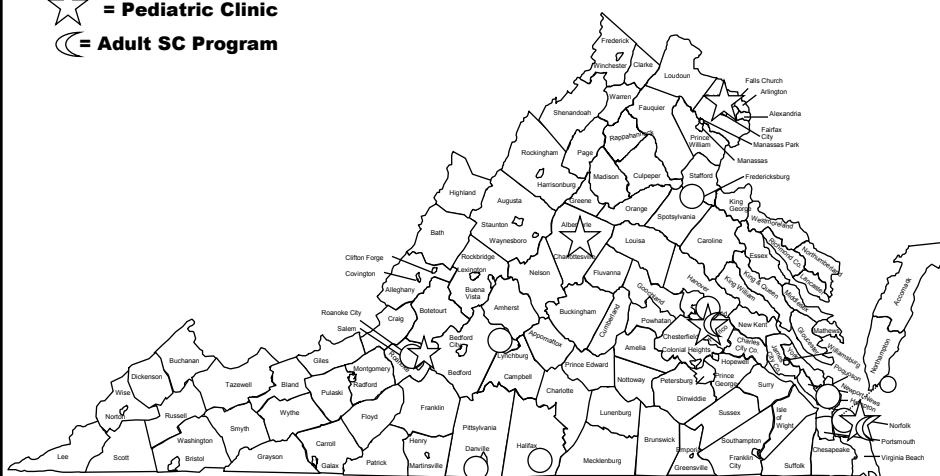 = Pediatric Clinic
= Adult SC Program
Frederick
Winchester
Clarke
Loudoun
Falls Church
Arlington
Alexandria
Fairfax
City
Manassas Park
Manassas
Warren
Fauquier
Shenandoah
Rappahannock
Prince
William
Rockingham
Page
Madison
Culpeper
Stafford
Fredericksburg
Harrisonburg
Greene
Orange
Spotsylvania
King
George
Westmoreland
Highland
Augusta
Staunton
Waynesboro
Charlottesville
Louisa
Caroline
Essex
Richmond Co.
Northumberland
Lancaster
Bath
Rockbridge
Lexington
Nelson
Fluvanna
Goochland
Hanover
King William
King & Queen
Middlesex
Accomack
Clifton Forge
Covington
Alleghany
Buena
Vista
Amherst
Buckingham
Cumberland
Powhatan
New Kent
Gloucester
Mathews
Northampton
Roanoke City
Salem
Craig
Botetourt
Bedford
City
Lynchburg
Appomattox
Amelia
Chesterfield
Colonial Heights
Charles
City Co.
Williamsburg
Poquoson
Newport News
Hampton
Buchanan
Giles
Montgomery
Radford
Bedford
Campbell
Prince Edward
Nottoway
Petersburg
Hopewell
Prince
George
Surry
Dickenson
Wise
Norton
Tazewell
Bland
Pulaski
Wythe
Floyd
Franklin
Charlotte
Lunenburg
Dinwiddie
Sussex
Isle
of
Wight
Norfolk
Portsmouth
Virginia Beach
Chesapeake
Russell
Smyth
Washington
Bristol
Lee
Scott
Grayson
Carroll
Galax
Patrick
Henry
Martinsville
Pittsylvania
Danville
Halifax
Mecklenburg
Brunswick
Greensville
Southampton
Franklin
City
Suffolk